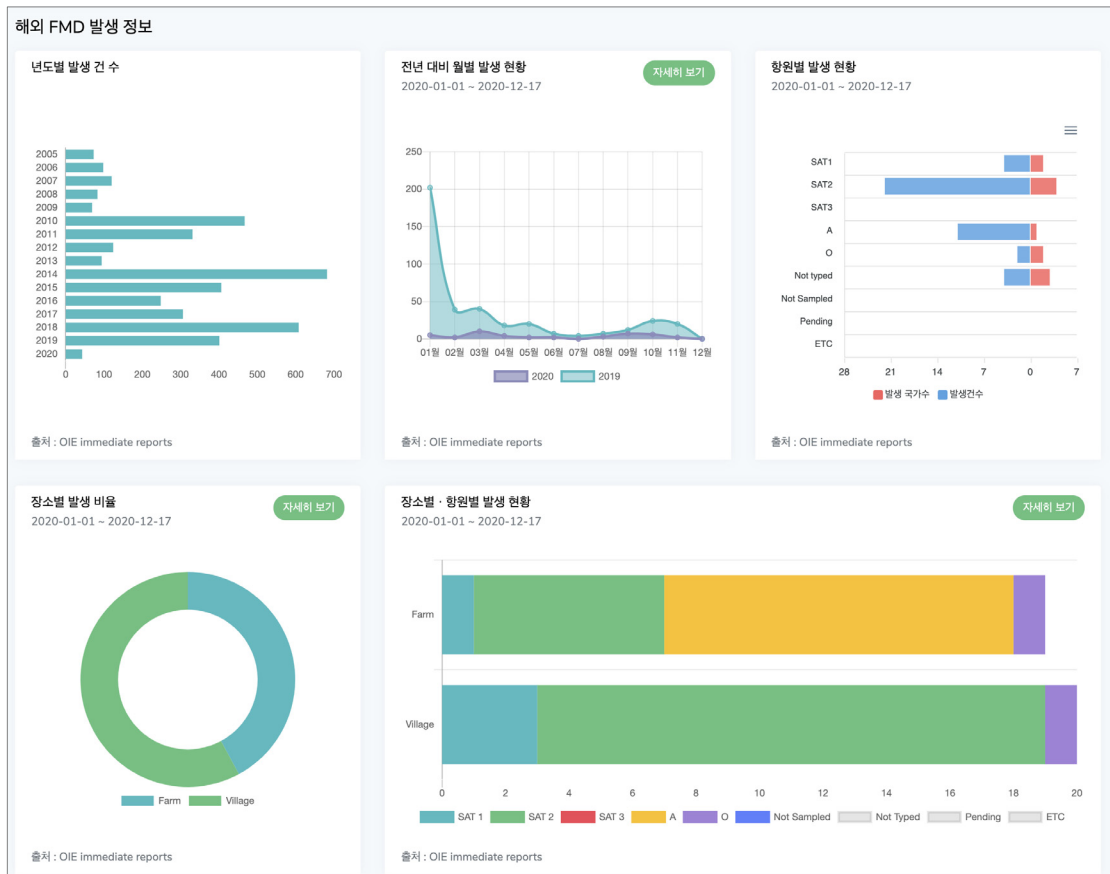 해외 FMD 발생 정보
년도별 발생 건 수
2005
2006
2007
2008
2009
2010
2011
2012
2013
2014
2015
2016
2017
2018
2019
2020
0 100 200 300 400 500 600 700
출처 : OIE immediate reports
전년 대비 월별 발생 현황
자세히 보기
2020-01-01 ~ 2020-12-17
250
200
150
100
50
0
01월 02월 03월 04월 05월 06월 07월 08월 09월 10월 11월 12월
2020 2019
출처 : OIE immediate reports
항원별 발생 현황
2020-01-01 ~ 2020-12-17
SAT1
SAT2
SAT3
A
O
Not typed
Not Sampled
Pending
ETC
28 21 14 7 0 7
발생 국가수 발생건수
출처 : OIE immediate reports
장소별 발생 비율
자세히 보기
2020-01-01 ~ 2020-12-17
Farm Village
출처 : OIE immediate reports
장소별 · 항원별 발생 현황
자세히 보기
2020-01-01 ~ 2020-12-17
Farm
Village
0 2 4 6 8 10 12 14 16 18 20
SAT 1 SAT 2 SAT 3 A O Not Sampled Not Typed Pending ETC
출처 : OIE immediate reports